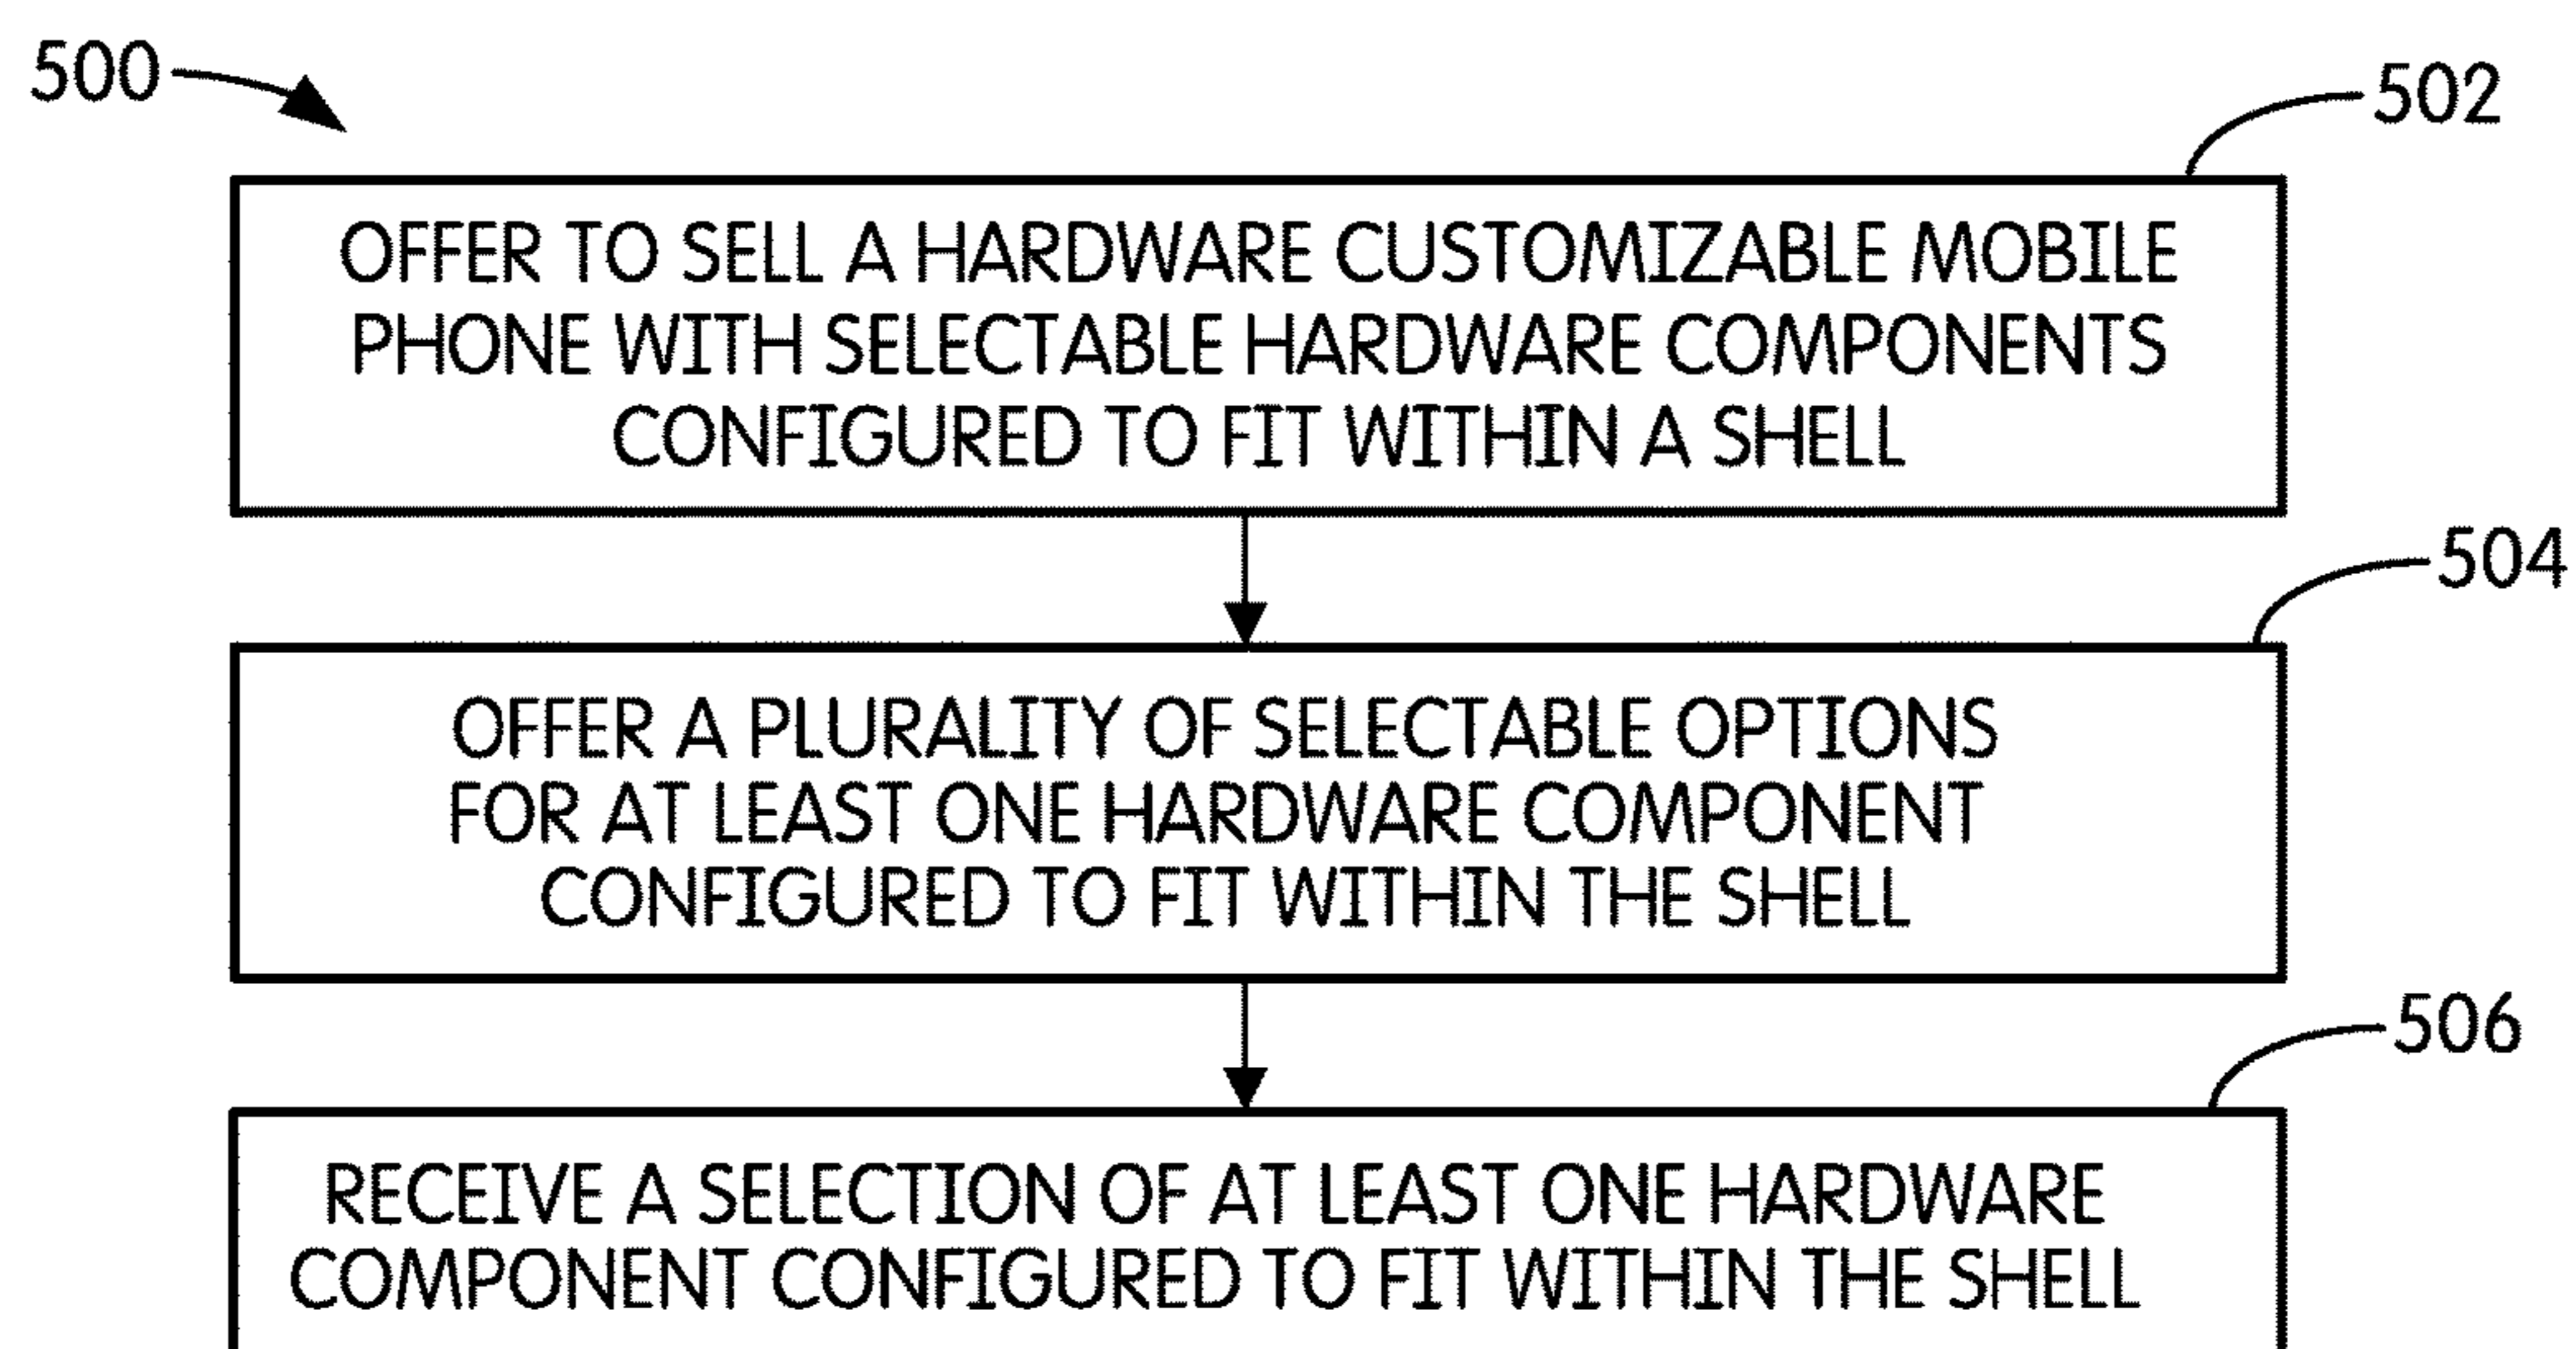 500
502
OFFER TO SELL A HARDWARE CUSTOMIZABLE MOBILE
PHONE WITH SELECTABLE HARDWARE COMPONENTS
CONFIGURED TO FIT WITHIN A SHELL
504
OFFER A PLURALITY OF SELECTABLE OPTIONS
FOR AT LEAST ONE HARDWARE COMPONENT
CONFIGURED TO FIT WITHIN THE SHELL
506
RECEIVE A SELECTION OF AT LEAST ONE HARDWARE
COMPONENT CONFIGURED TO FIT WITHIN THE SHELL